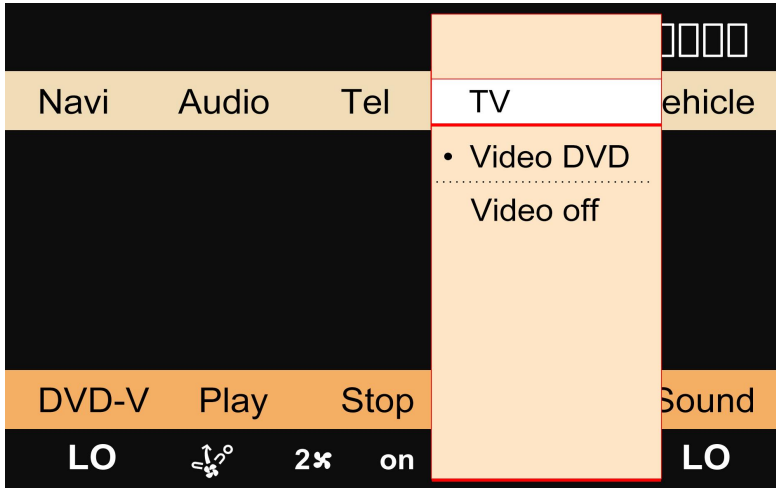 Navi Audio Tel TV ehicle
• Video DVD
Video off
DVD-V Play Stop Sound
LO 2 on LO